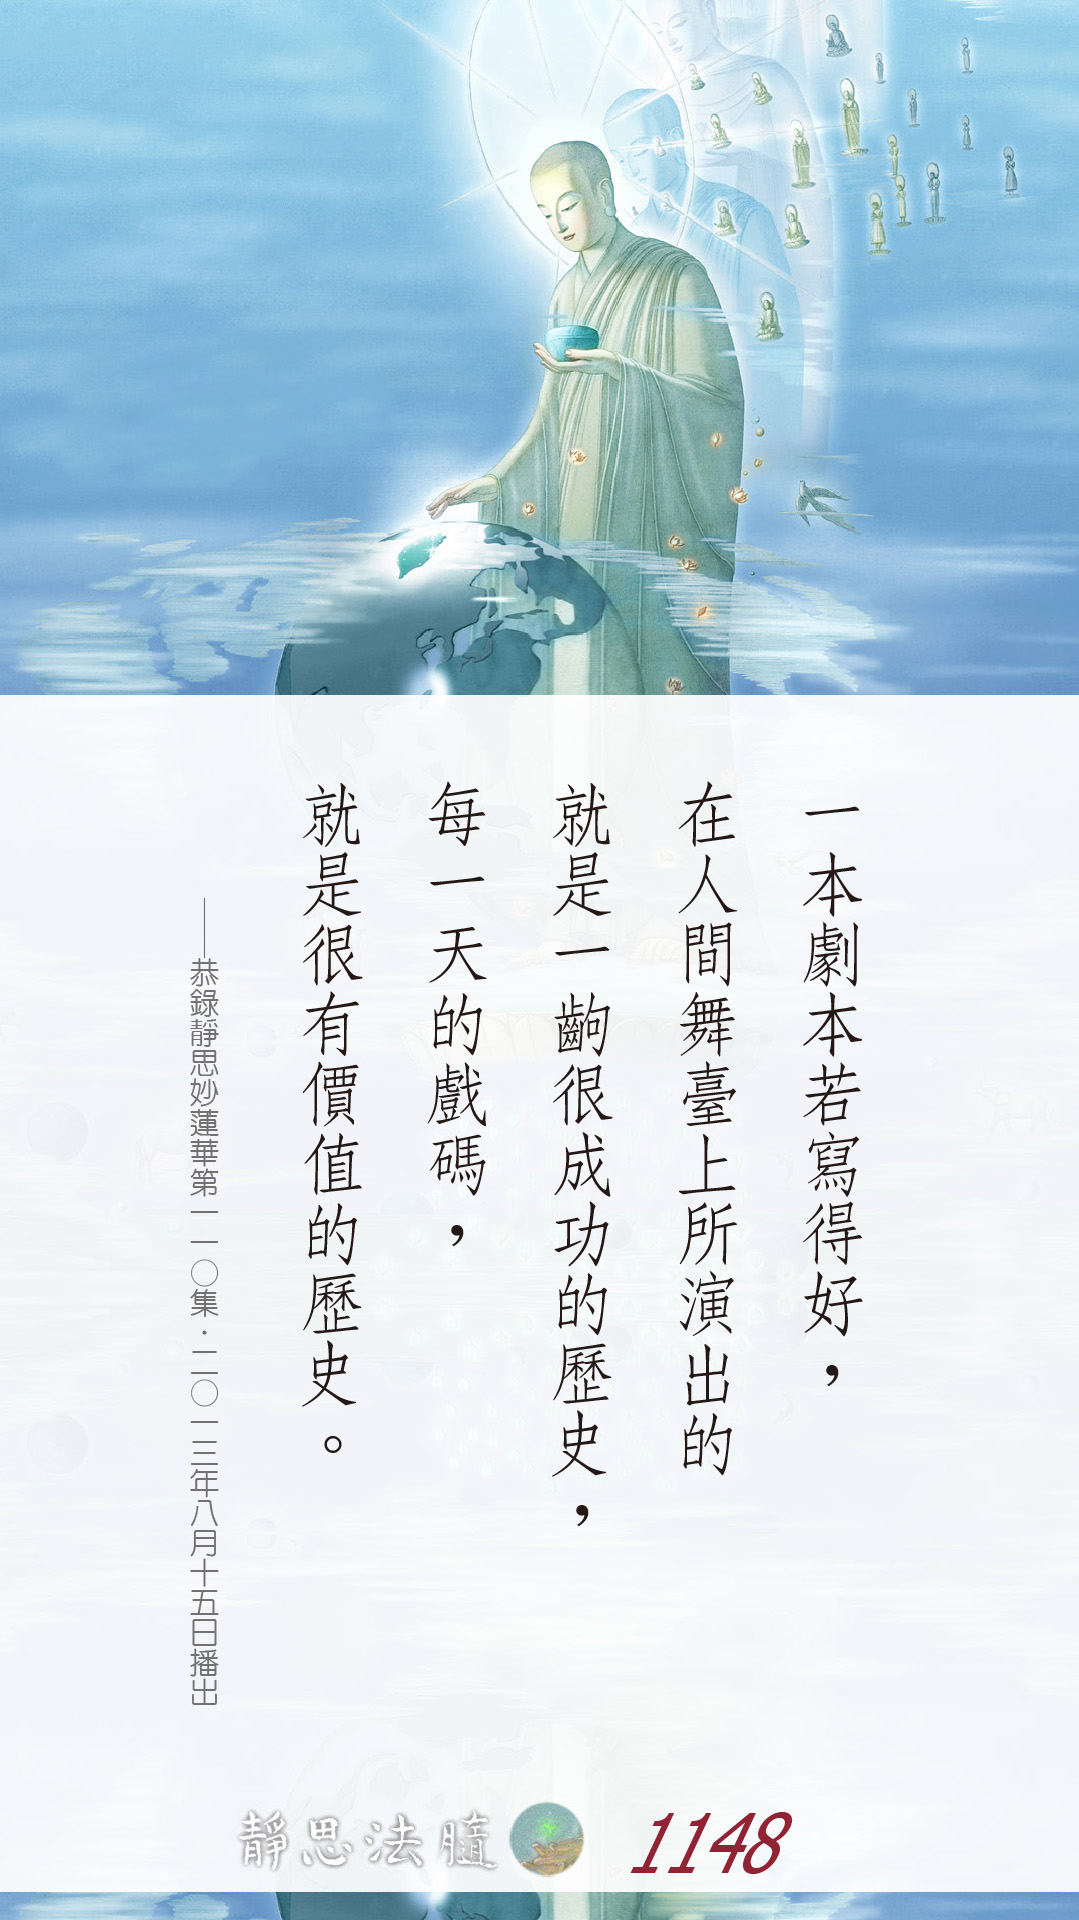 一本劇本若寫得好，
在人間舞臺上所演出的
就是一齣很成功的歷史，
每一天的戲碼，
就是很有價值的歷史。
——恭錄靜思妙蓮華第一一〇集·二〇一三年八月十五日播出
靜思法髓
1148